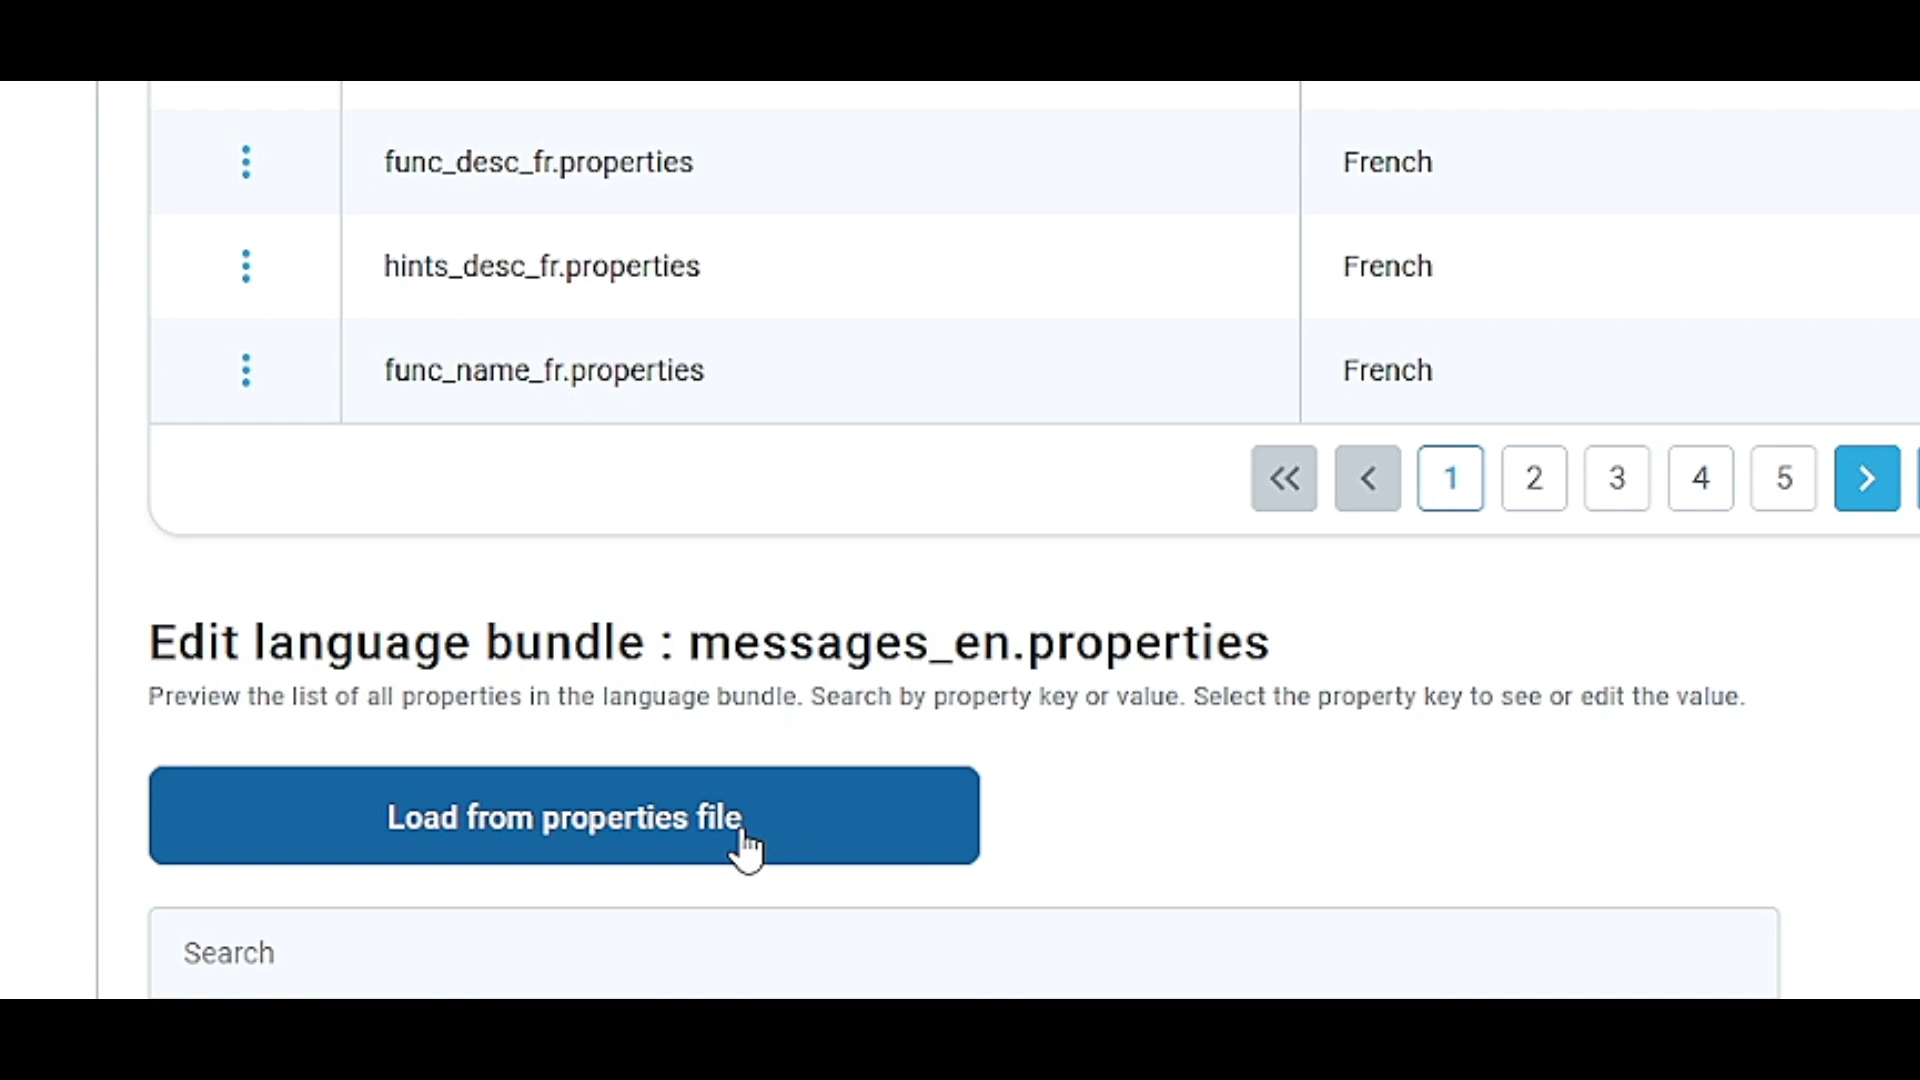 func_desc_fr.properties French
hints_desc_fr.properties French
func_name_fr.properties French
1 2 3 4 5
Edit language bundle : messages_en.properties
Preview the list of all properties in the language bundle. Search by property key or value. Select the property key to see or edit the value.
Load from properties file
Search